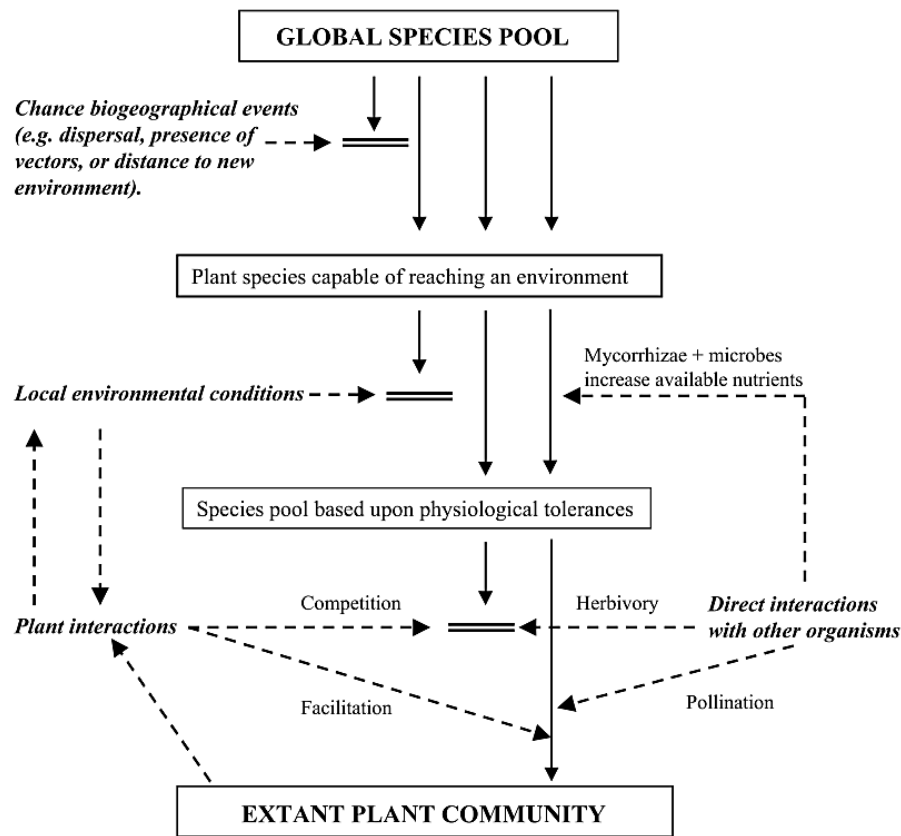 GLOBAL SPECIES POOL
Chance biogeographical events
(e.g. dispersal, presence of
vectors, or distance to new
environment).
Plant species capable of reaching an environment
Mycorrhizae + microbes
increase available nutrients
Local environmental conditions
Species pool based upon physiological tolerances
Competition
Herbivory
Plant interactions
Direct interactions
with other organisms
Facilitation
Pollination
EXTANT PLANT COMMUNITY